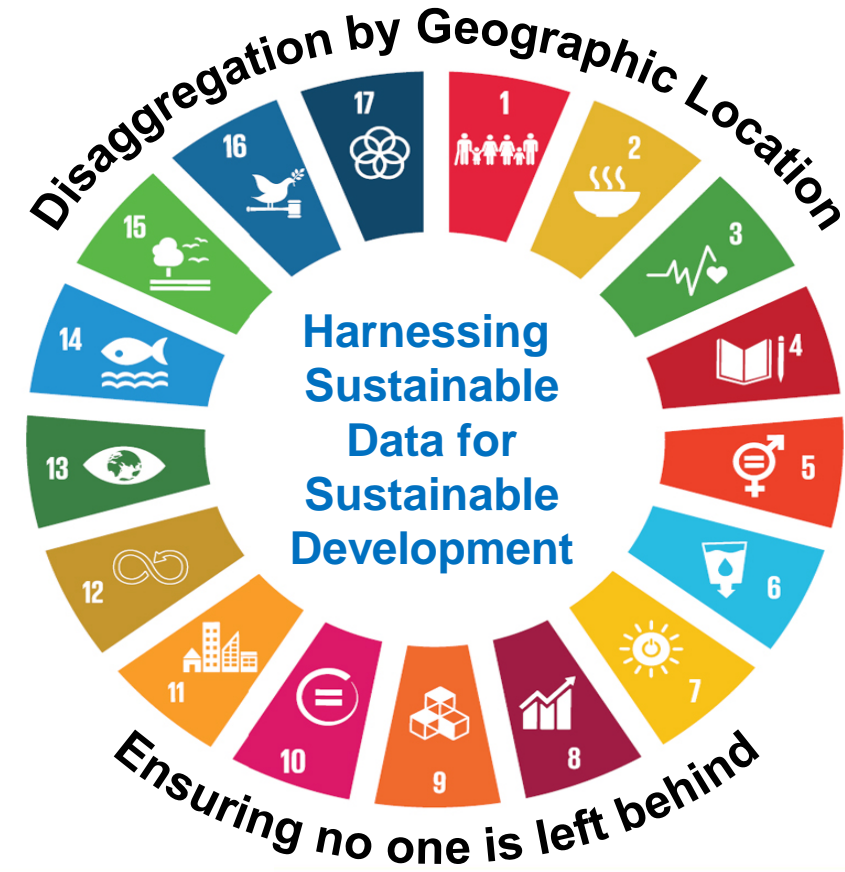 Disaggregation by Geographic Location
1
2
3
4
5
6
7
8
9
10
11
12
13
14
15
16
17
Harnessing
Sustainable
Data for
Sustainable
Development
Ensuring no one is left behind